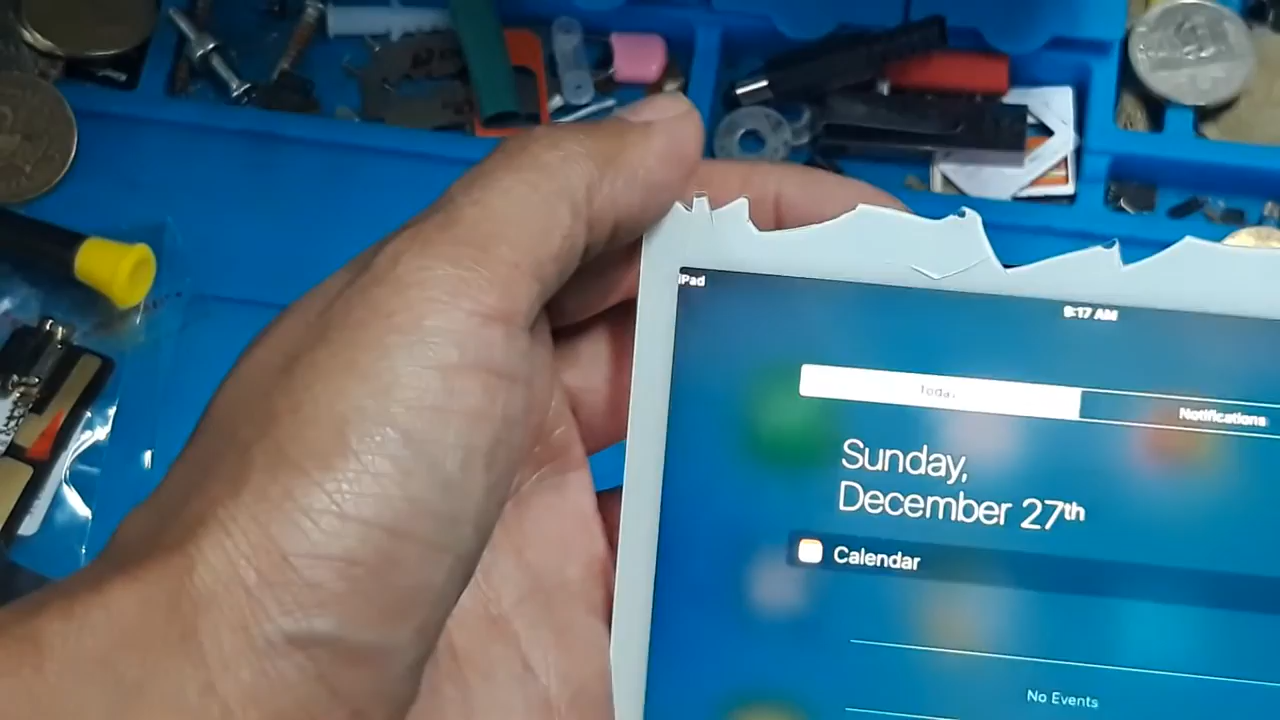 iPad
9:17 AM
Today
Notifications
Sunday,
December 27th
Calendar
No Events